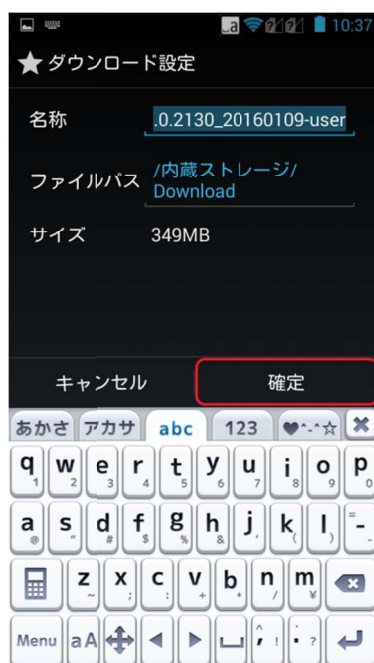 10:37
ダウンロード設定
名称 .0.2130_20160109-user
ファイルパス /内蔵ストレージ/
Download
サイズ 349MB
キャンセル 確定
あかさ アカサ abc 123 ♥^-^☆ ✖
q w e r t y u i o p
1 2 3 4 5 6 7 8 9 0
a s d f g h j k l -
@ " # $ % & ' ( ) =
z x c v b n m
~ ; : + * / ¥
Menu aA , .
^ ! ?